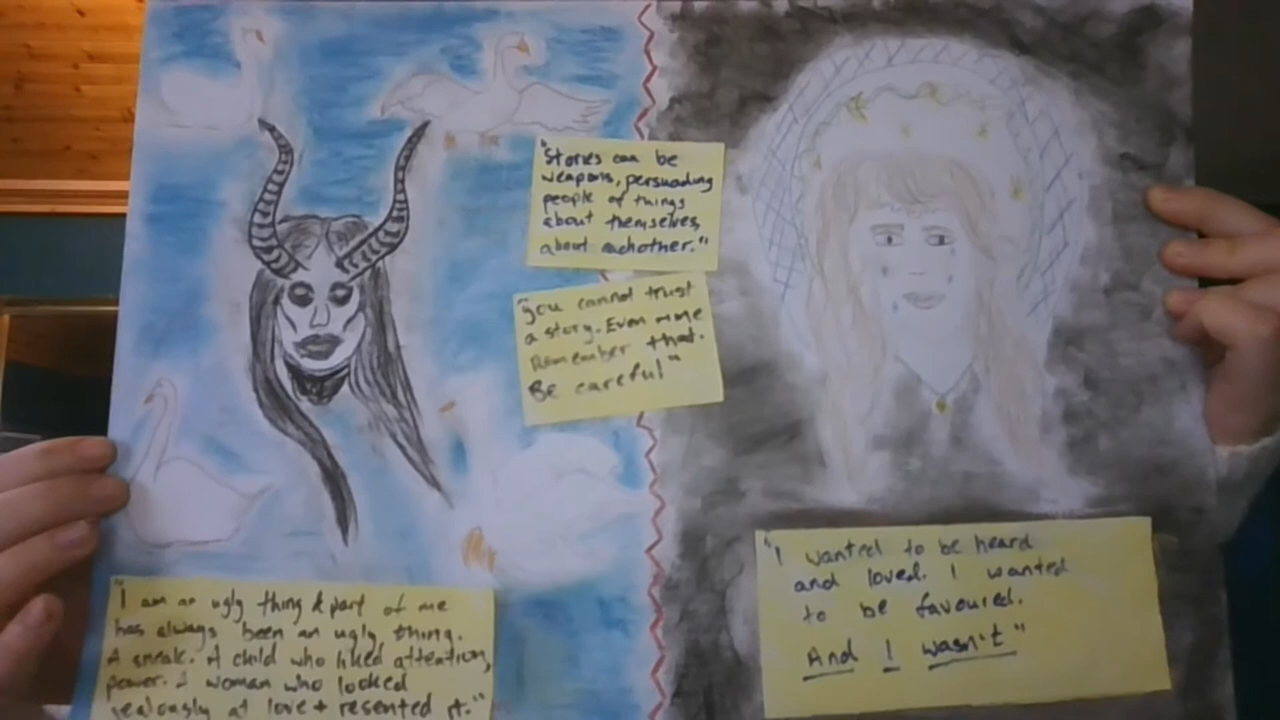 "Stories can be
weapons, persuading
people of things
about themselves,
about eachother."
"You cannot trust
a story. Even mine
Remember that.
Be careful"
"I am an ugly thing & part of me
has always been an ugly thing.
A sneak. A child who liked attention,
power. A woman who looked
jealously at love + resented it."
"I wanted to be heard
and loved. I wanted
to be favoured.
And I wasn't"